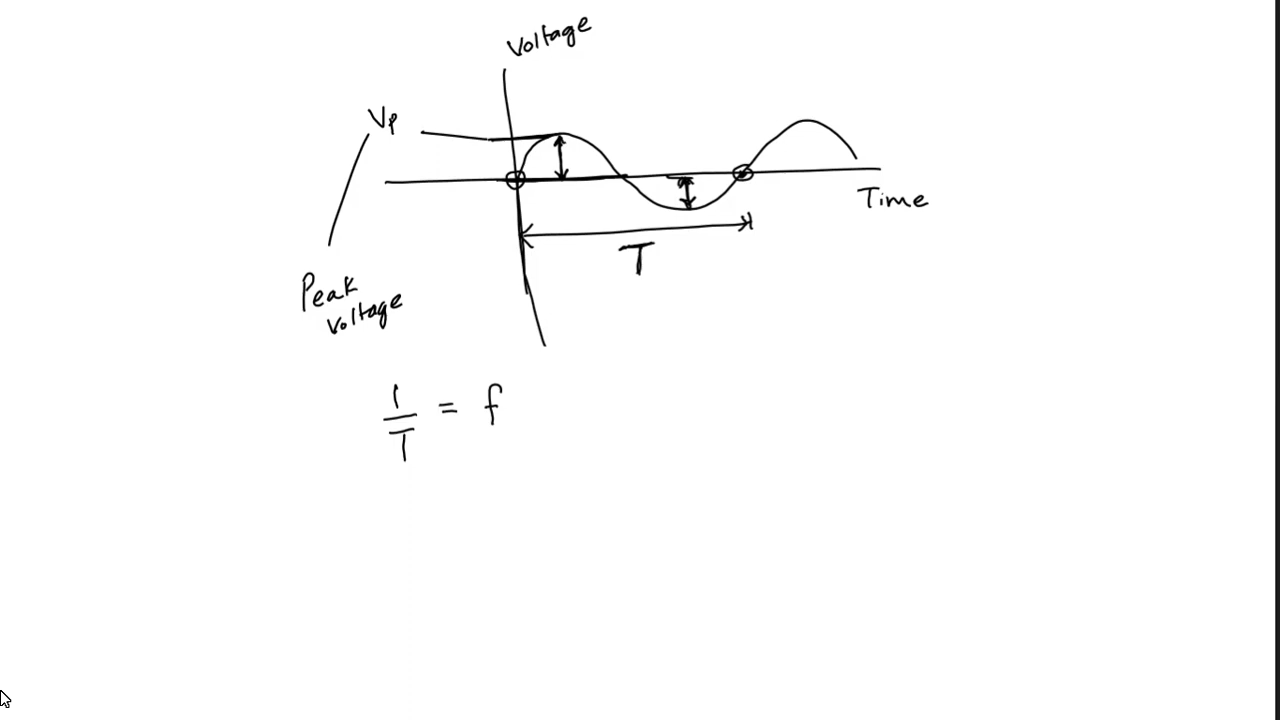 Voltage
Vp
Time
T
Peak
Voltage
1/T = f